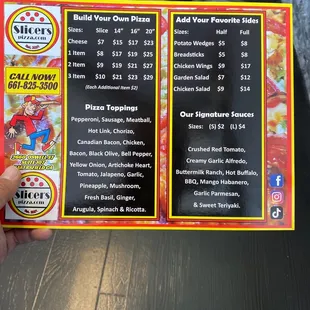 Slicers
pizza.com
CALL NOW!
661-825-3500
Slicers
pizza.com
Build Your Own Pizza
Sizes: Slice 14" 16" 20"
Cheese $7 $15 $17 $23
1 Item $8 $17 $19 $25
2 Item $9 $19 $21 $27
3 Item $10 $21 $23 $29
(Each Additional Item $2)
Pizza Toppings
Pepperoni, Sausage, Meatball,
Hot Link, Chorizo,
Canadian Bacon, Chicken,
Bacon, Black Olive, Bell Pepper,
Yellow Onion, Artichoke Heart,
Tomato, Jalapeno, Garlic,
Pineapple, Mushroom,
Fresh Basil, Ginger,
Arugula, Spinach & Ricotta.
Add Your Favorite Sides
Sizes: Half Full
Potato Wedges $5 $8
Breadsticks $5 $8
Chicken Wings $9 $17
Garden Salad $7 $12
Chicken Salad $9 $14
Our Signature Sauces
Sizes: (S) $2 (L) $4
Crushed Red Tomato,
Creamy Garlic Alfredo,
Buttermilk Ranch, Hot Buffalo,
BBQ, Mango Habanero,
Garlic Parmesan,
& Sweet Teriyaki.